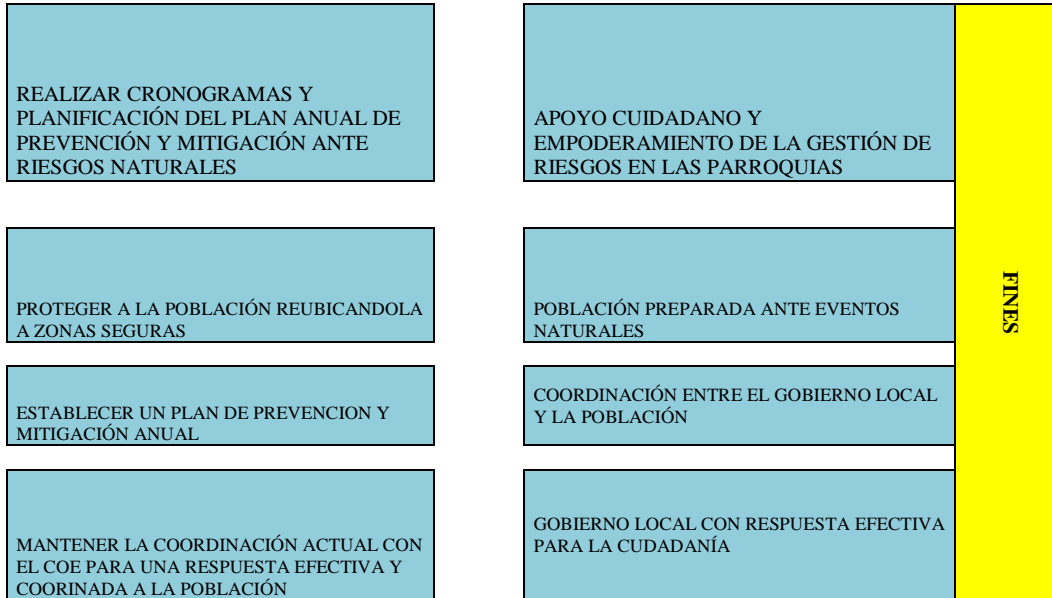 REALIZAR CRONOGRAMAS Y
PLANIFICACIÓN DEL PLAN ANUAL DE
PREVENCIÓN Y MITIGACIÓN ANTE
RIESGOS NATURALES
APOYO CUIDADANO Y
EMPODERAMIENTO DE LA GESTIÓN DE
RIESGOS EN LAS PARROQUIAS
PROTEGER A LA POBLACIÓN REUBICANDOLA
A ZONAS SEGURAS
POBLACIÓN PREPARADA ANTE EVENTOS
NATURALES
ESTABLECER UN PLAN DE PREVENCION Y
MITIGACIÓN ANUAL
COORDINACIÓN ENTRE EL GOBIERNO LOCAL
Y LA POBLACIÓN
MANTENER LA COORDINACIÓN ACTUAL CON
EL COE PARA UNA RESPUESTA EFECTIVA Y
COORINADA A LA POBLACIÓN
GOBIERNO LOCAL CON RESPUESTA EFECTIVA
PARA LA CUDADANÍA
FINES